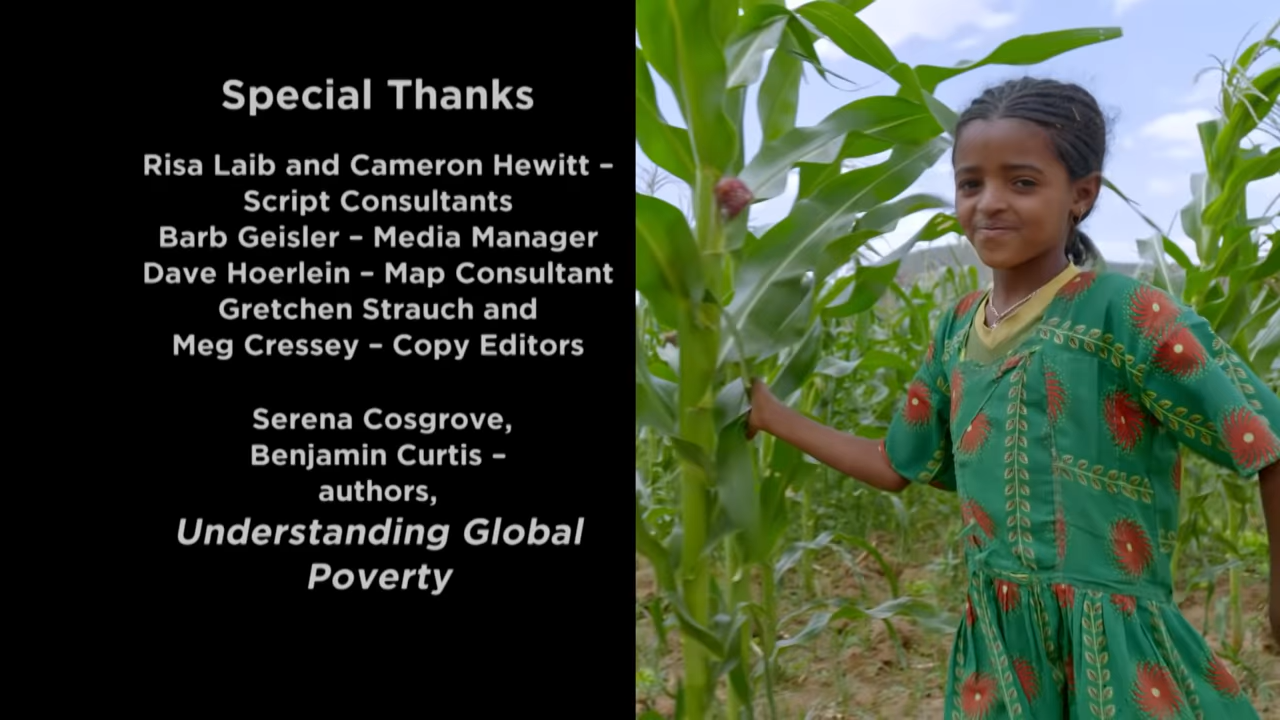 Special Thanks
Risa Laib and Cameron Hewitt –
Script Consultants
Barb Geisler – Media Manager
Dave Hoerlein – Map Consultant
Gretchen Strauch and
Meg Cressey – Copy Editors
Serena Cosgrove,
Benjamin Curtis –
authors,
Understanding Global
Poverty